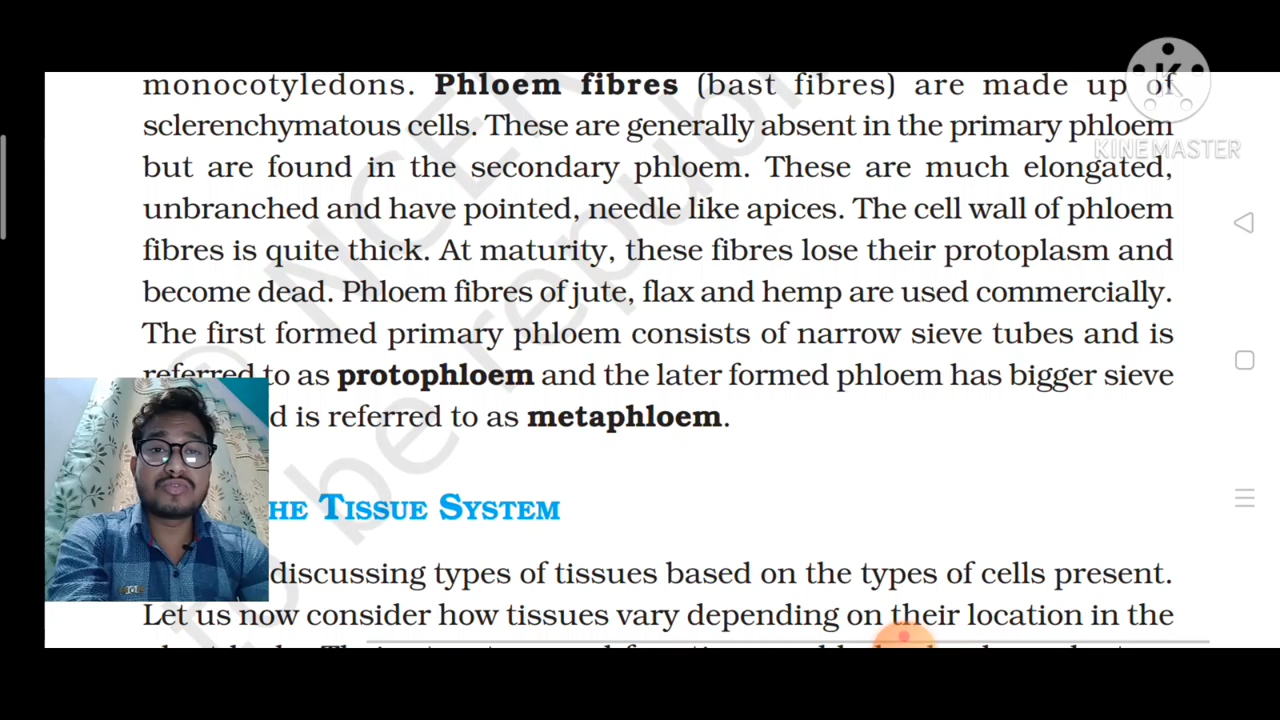 KINEMASTER
monocotyledons. Phloem fibres (bast fibres) are made up of
sclerenchymatous cells. These are generally absent in the primary phloem
but are found in the secondary phloem. These are much elongated,
unbranched and have pointed, needle like apices. The cell wall of phloem
fibres is quite thick. At maturity, these fibres lose their protoplasm and
become dead. Phloem fibres of jute, flax and hemp are used commercially.
The first formed primary phloem consists of narrow sieve tubes and is
referred to as protophloem and the later formed phloem has bigger sieve
d is referred to as metaphloem.
HE TISSUE SYSTEM
discussing types of tissues based on the types of cells present.
Let us now consider how tissues vary depending on their location in the